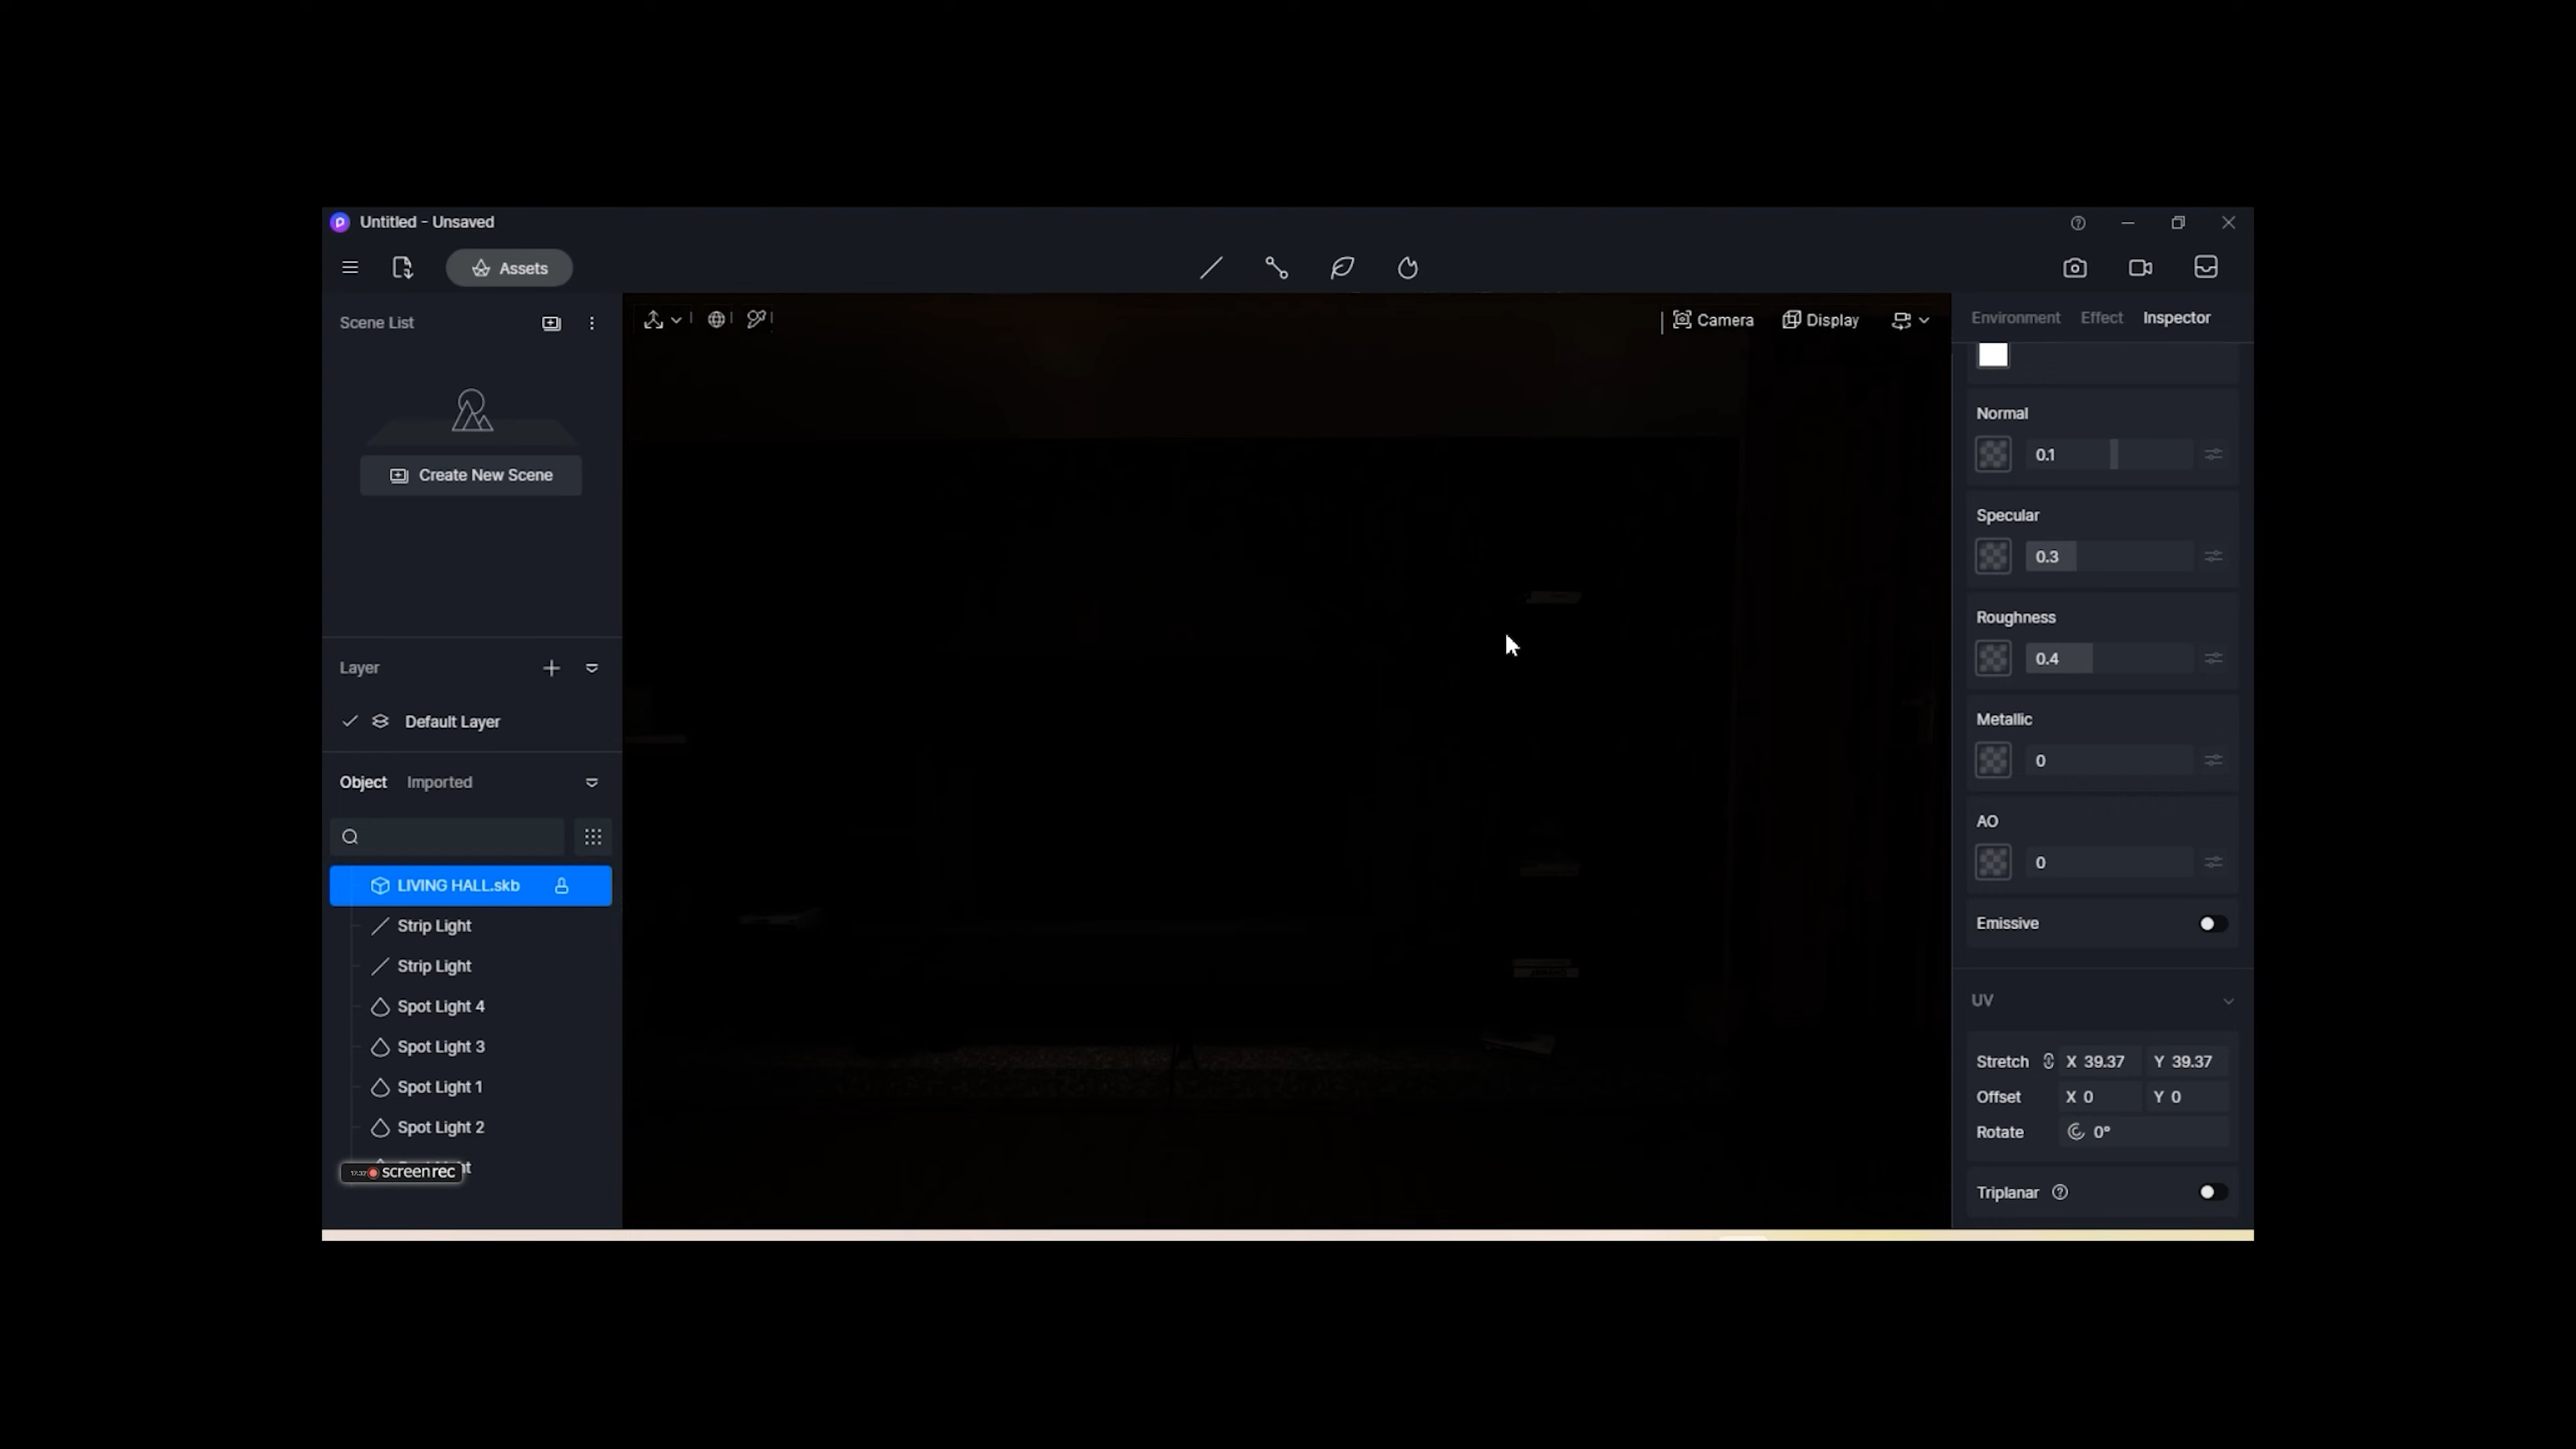 Untitled - Unsaved
Assets
Scene List
Camera
Display
Environment
Effect
Inspector
Create New Scene
Normal
0.1
Specular
0.3
Roughness
0.4
Layer
Default Layer
Metallic
0
Object
Imported
AO
0
LIVING HALL.skb
Strip Light
Strip Light
Spot Light 4
Spot Light 3
Spot Light 1
Spot Light 2
screenrec
Emissive
UV
Stretch X 39.37 Y 39.37
Offset X 0 Y 0
Rotate 0°
Triplanar